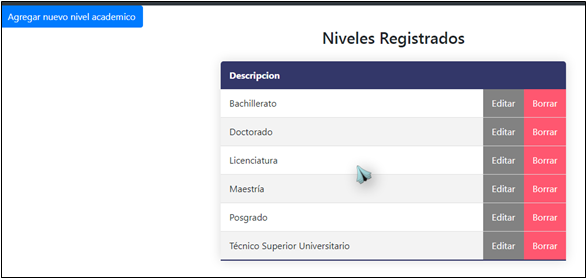 Agregar nuevo nivel academico
Niveles Registrados
Descripcion
Bachillerato Editar Borrar
Doctorado Editar Borrar
Licenciatura Editar Borrar
Maestría Editar Borrar
Posgrado Editar Borrar
Técnico Superior Universitario Editar Borrar